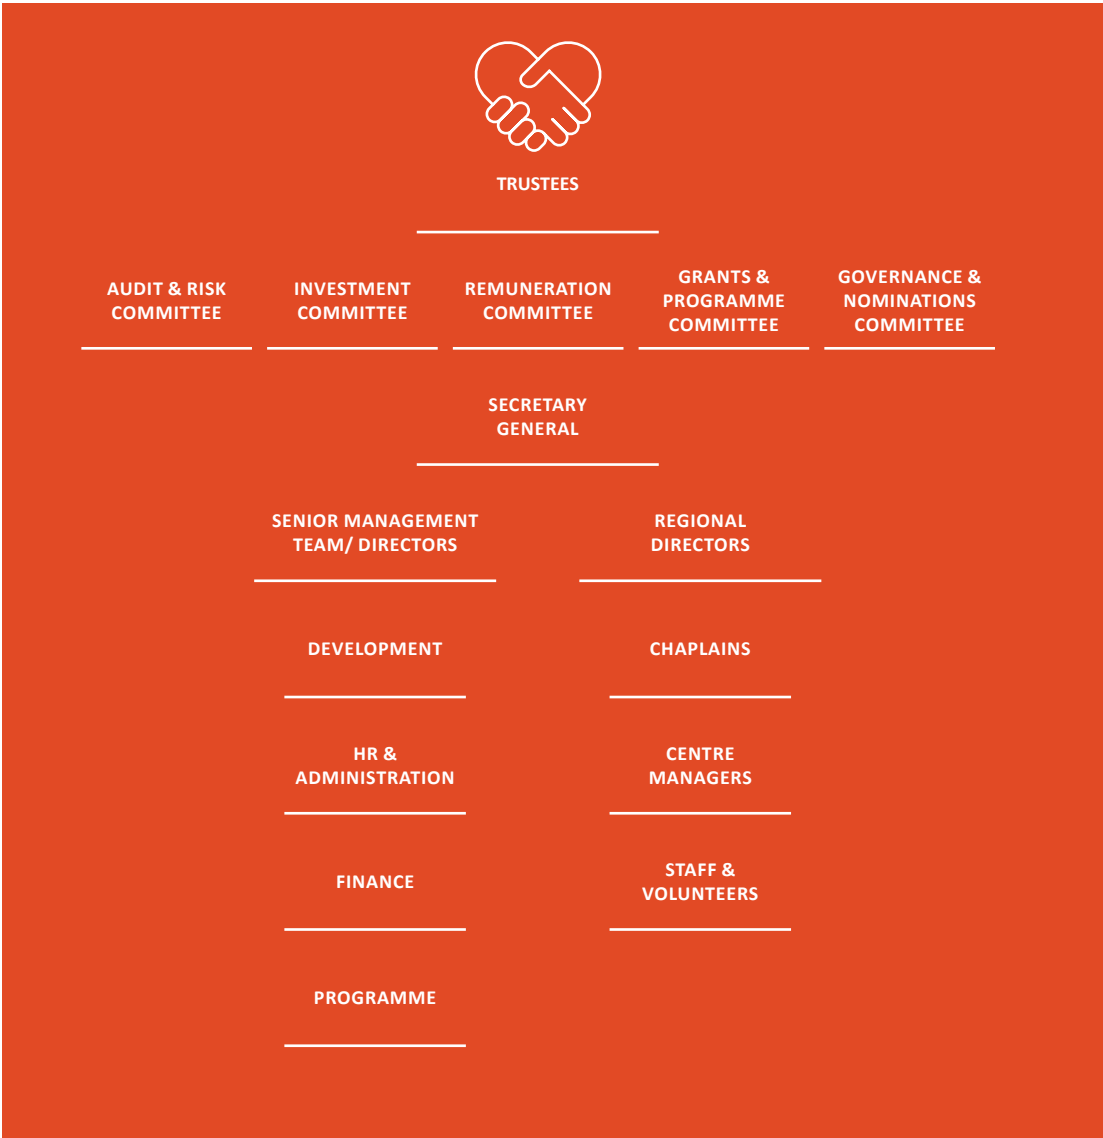 TRUSTEES
AUDIT & RISK
COMMITTEE
INVESTMENT
COMMITTEE
REMUNERATION
COMMITTEE
GRANTS &
PROGRAMME
COMMITTEE
GOVERNANCE &
NOMINATIONS
COMMITTEE
SECRETARY
GENERAL
SENIOR MANAGEMENT
TEAM/ DIRECTORS
REGIONAL
DIRECTORS
DEVELOPMENT
CHAPLAINS
HR &
ADMINISTRATION
CENTRE
MANAGERS
FINANCE
STAFF &
VOLUNTEERS
PROGRAMME